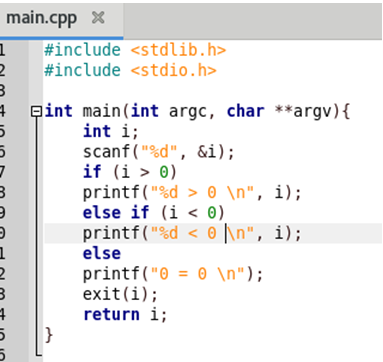 main.cpp
1 #include <stdlib.h>
2 #include <stdio.h>
3
4 int main(int argc, char **argv){
5 int i;
6 scanf("%d", &i);
7 if (i > 0)
8 printf("%d > 0 \n", i);
9 else if (i < 0)
0 printf("%d < 0 \n", i);
1 else
2 printf("0 = 0 \n");
3 exit(i);
4 return i;
5 }
6